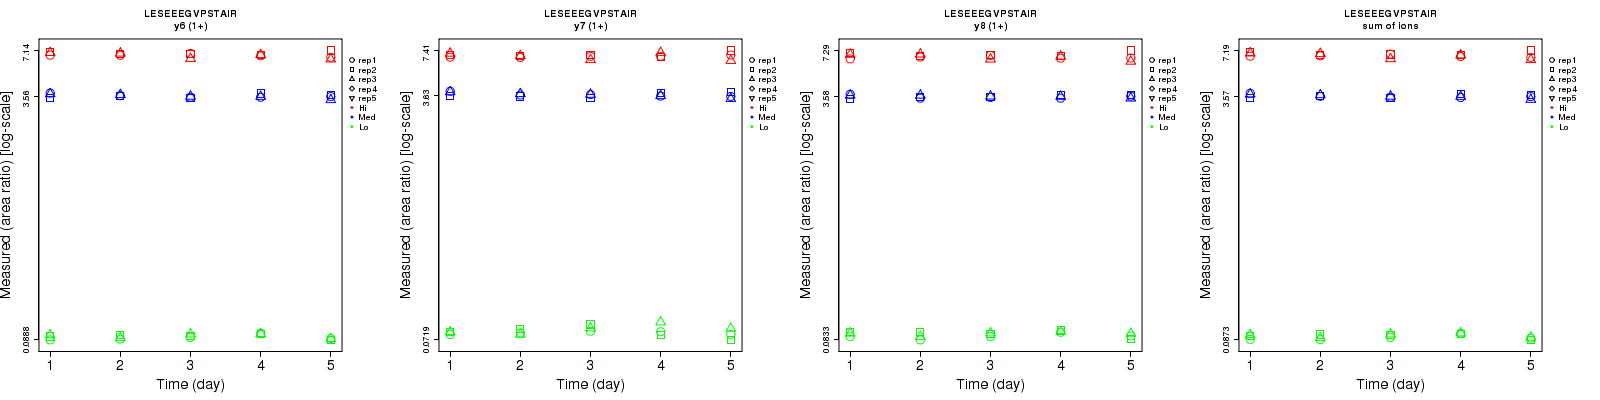 LESEEEGVPSTAIR
y6 (1+)
7.14
3.56
0.0888
Measured (area ratio) [log-scale]
1 2 3 4 5
Time (day)
rep1
rep2
rep3
rep4
rep5
Hi
Med
Lo
LESEEEGVPSTAIR
y7 (1+)
7.41
3.63
0.0719
Measured (area ratio) [log-scale]
1 2 3 4 5
Time (day)
rep1
rep2
rep3
rep4
rep5
Hi
Med
Lo
LESEEEGVPSTAIR
y8 (1+)
7.29
3.58
0.0833
Measured (area ratio) [log-scale]
1 2 3 4 5
Time (day)
rep1
rep2
rep3
rep4
rep5
Hi
Med
Lo
LESEEEGVPSTAIR
sum of ions
7.19
3.57
0.0873
Measured (area ratio) [log-scale]
1 2 3 4 5
Time (day)
rep1
rep2
rep3
rep4
rep5
Hi
Med
Lo